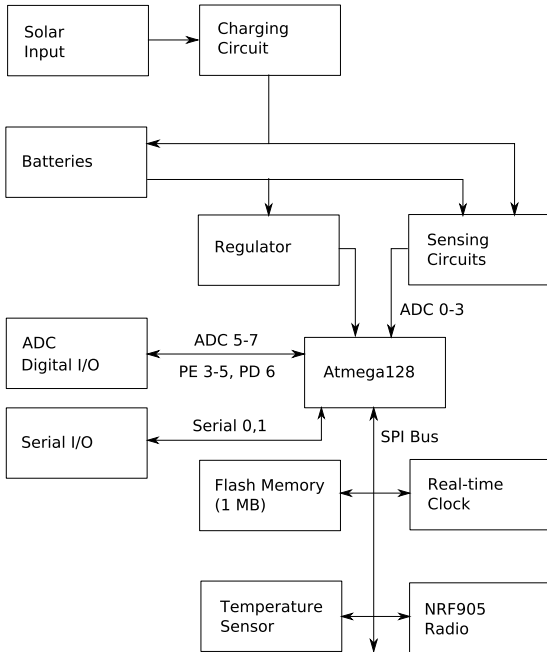 Solar
Input
Charging
Circuit
Batteries
Regulator
Sensing
Circuits
ADC 0-3
ADC
Digital I/O
ADC 5-7
PE 3-5, PD 6
Atmega128
Serial I/O
Serial 0,1
SPI Bus
Flash Memory
(1 MB)
Real-time
Clock
Temperature
Sensor
NRF905
Radio